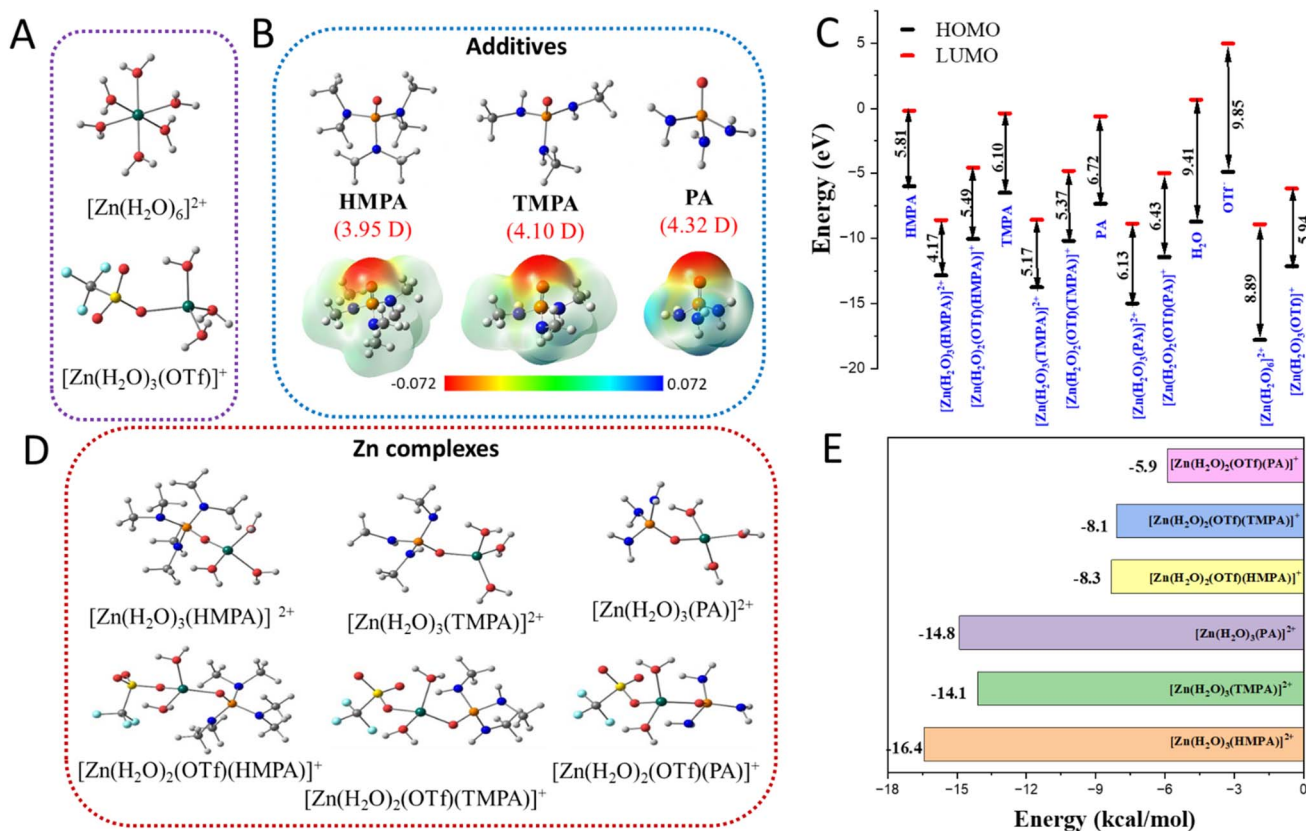 A
[Zn(H₂O)₆]²⁺
[Zn(H₂O)₃(OTf)]⁺
B
Additives
HMPA
(3.95 D)
TMPA
(4.10 D)
PA
(4.32 D)
-0.072
0.072
C
HOMO
LUMO
Energy (eV)
5
0
−5
−10
−15
−20
5.81
HMPA
4.17
[Zn(H₂O)₃(HMPA)]²⁺
5.49
[Zn(H₂O)₂(OTf)(HMPA)]⁺
6.10
TMPA
5.17
[Zn(H₂O)₃(TMPA)]²⁺
5.37
[Zn(H₂O)₂(OTf)(TMPA)]⁺
6.72
PA
6.13
[Zn(H₂O)₃(PA)]²⁺
6.43
[Zn(H₂O)₂(OTf)(PA)]⁺
9.41
H₂O
9.85
OTf⁻
8.89
[Zn(H₂O)₆]²⁺
5.94
[Zn(H₂O)₃(OTf)]⁺
D
Zn complexes
[Zn(H₂O)₃(HMPA)] ²⁺
[Zn(H₂O)₃(TMPA)]²⁺
[Zn(H₂O)₃(PA)]²⁺
[Zn(H₂O)₂(OTf)(HMPA)]⁺
[Zn(H₂O)₂(OTf)(TMPA)]⁺
[Zn(H₂O)₂(OTf)(PA)]⁺
E
-5.9
[Zn(H₂O)₂(OTf)(PA)]⁺
-8.1
[Zn(H₂O)₂(OTf)(TMPA)]⁺
-8.3
[Zn(H₂O)₂(OTf)(HMPA)]⁺
-14.8
[Zn(H₂O)₃(PA)]²⁺
-14.1
[Zn(H₂O)₃(TMPA)]²⁺
-16.4
[Zn(H₂O)₃(HMPA)]²⁺
−18 −15 −12 −9 −6 −3 0
Energy (kcal/mol)